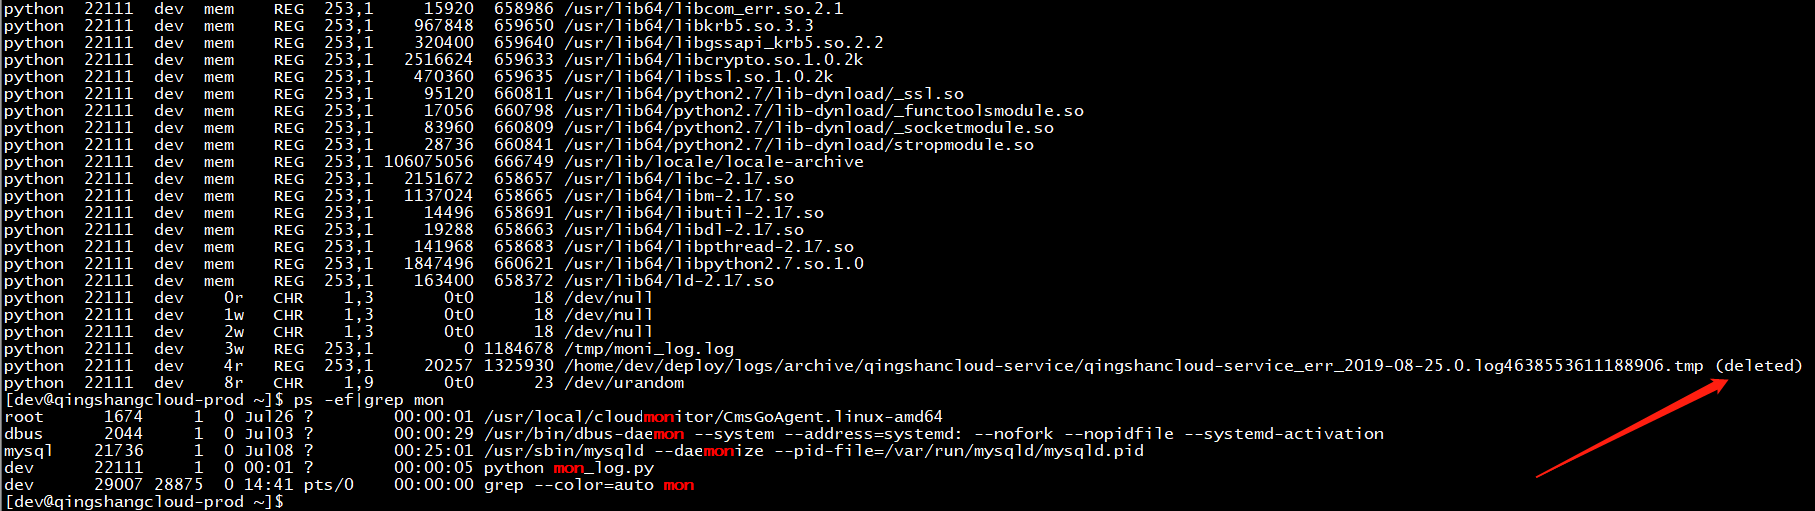 python  22111  dev  mem    REG  253,1     15920  658986 /usr/lib64/libcom_err.so.2.1
python  22111  dev  mem    REG  253,1    967848  659650 /usr/lib64/libkrb5.so.3.3
python  22111  dev  mem    REG  253,1    320400  659640 /usr/lib64/libgssapi_krb5.so.2.2
python  22111  dev  mem    REG  253,1   2516624  659633 /usr/lib64/libcrypto.so.1.0.2k
python  22111  dev  mem    REG  253,1    470360  659635 /usr/lib64/libssl.so.1.0.2k
python  22111  dev  mem    REG  253,1     95120  660811 /usr/lib64/python2.7/lib-dynload/_ssl.so
python  22111  dev  mem    REG  253,1     17056  660798 /usr/lib64/python2.7/lib-dynload/_functoolsmodule.so
python  22111  dev  mem    REG  253,1     83960  660809 /usr/lib64/python2.7/lib-dynload/_socketmodule.so
python  22111  dev  mem    REG  253,1     28736  660841 /usr/lib64/python2.7/lib-dynload/stropmodule.so
python  22111  dev  mem    REG  253,1 106075056  666749 /usr/lib/locale/locale-archive
python  22111  dev  mem    REG  253,1   2151672  658657 /usr/lib64/libc-2.17.so
python  22111  dev  mem    REG  253,1   1137024  658665 /usr/lib64/libm-2.17.so
python  22111  dev  mem    REG  253,1     14496  658691 /usr/lib64/libutil-2.17.so
python  22111  dev  mem    REG  253,1     19288  658663 /usr/lib64/libdl-2.17.so
python  22111  dev  mem    REG  253,1    141968  658683 /usr/lib64/libpthread-2.17.so
python  22111  dev  mem    REG  253,1   1847496  660621 /usr/lib64/libpython2.7.so.1.0
python  22111  dev  mem    REG  253,1    163400  658372 /usr/lib64/ld-2.17.so
python  22111  dev    0r   CHR    1,3       0t0      18 /dev/null
python  22111  dev    1w   CHR    1,3       0t0      18 /dev/null
python  22111  dev    2w   CHR    1,3       0t0      18 /dev/null
python  22111  dev    3w   REG  253,1         0 1184678 /tmp/moni_log.log
python  22111  dev    4r   REG  253,1     20257 1325930 /home/dev/deploy/logs/archive/qingshancloud-service/qingshancloud-service_err_2019-08-25.0.log4638553611188906.tmp (deleted)
python  22111  dev    8r   CHR    1,9       0t0      23 /dev/urandom
[dev@qingshangcloud-prod ~]$ ps -ef|grep mon
root      1674     1  0 Jul26 ?        00:00:01 /usr/local/cloudmonitor/CmsGoAgent.linux-amd64
dbus      2044     1  0 Jul03 ?        00:00:29 /usr/bin/dbus-daemon --system --address=systemd: --nofork --nopidfile --systemd-activation
mysql    21736     1  0 Jul08 ?        00:25:01 /usr/sbin/mysqld --daemonize --pid-file=/var/run/mysqld/mysqld.pid
dev      22111     1  0 00:01 ?        00:00:05 python mon_log.py
dev      29007 28875  0 14:41 pts/0    00:00:00 grep --color=auto mon
[dev@qingshangcloud-prod ~]$